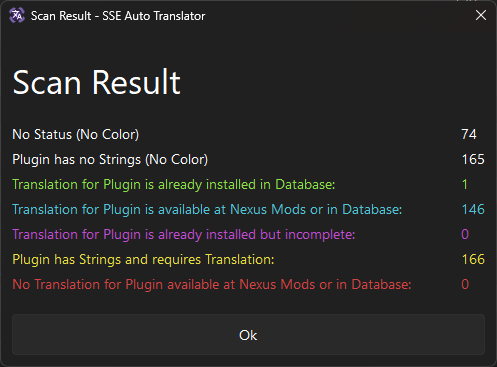 Scan Result - SSE Auto Translator
Scan Result
No Status (No Color) 74
Plugin has no Strings (No Color) 165
Translation for Plugin is already installed in Database: 1
Translation for Plugin is available at Nexus Mods or in Database: 146
Translation for Plugin is already installed but incomplete: 0
Plugin has Strings and requires Translation: 166
No Translation for Plugin available at Nexus Mods or in Database: 0
Ok